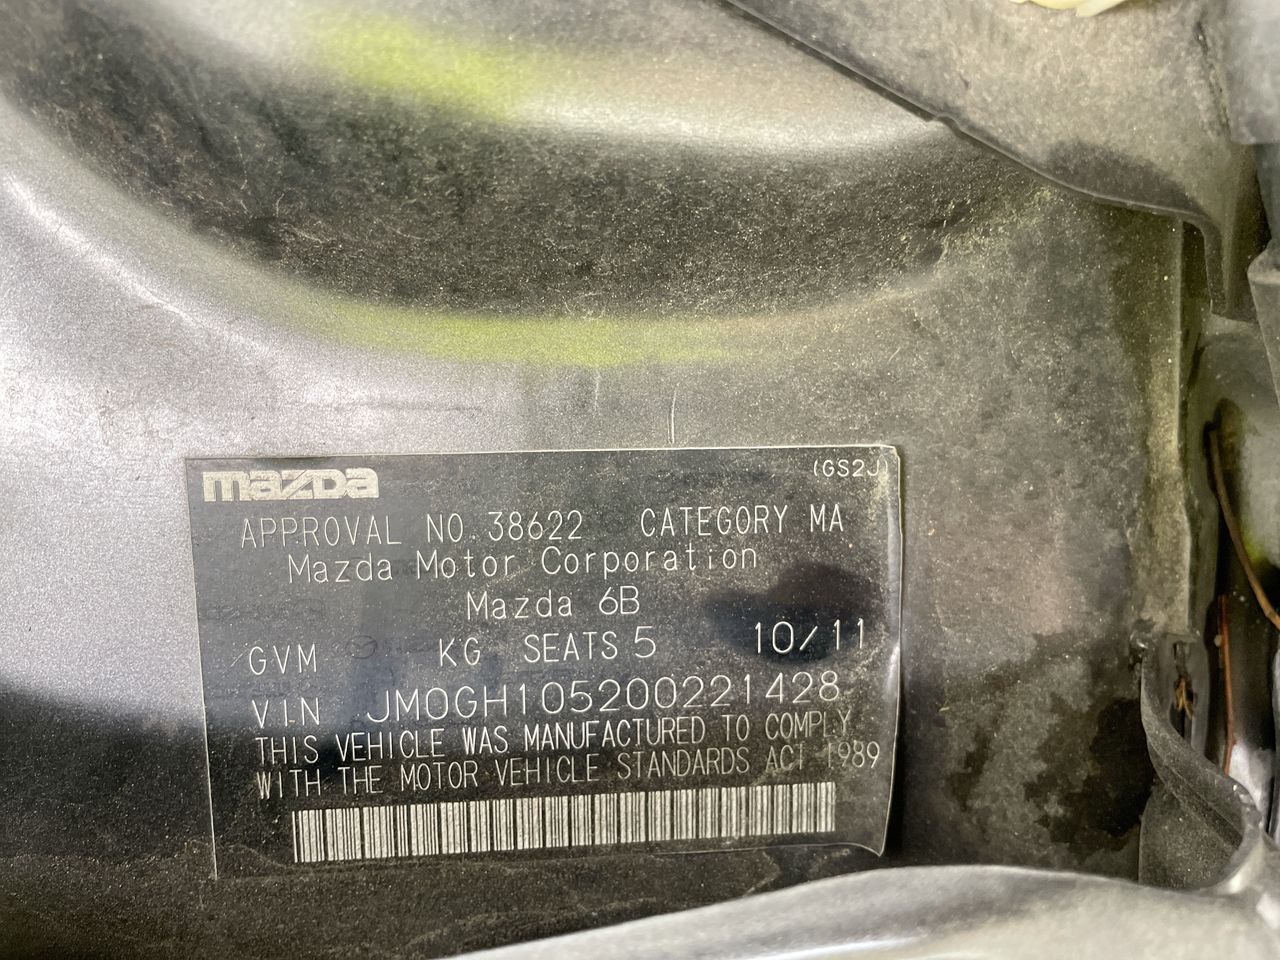 mazda (GS2J)
APPROVAL NO. 38622 CATEGORY MA
Mazda Motor Corporation
Mazda 6B
GVM KG SEATS 5 10/11
VIN JM0GH105200221428
THIS VEHICLE WAS MANUFACTURED TO COMPLY
WITH THE MOTOR VEHICLE STANDARDS ACT 1989